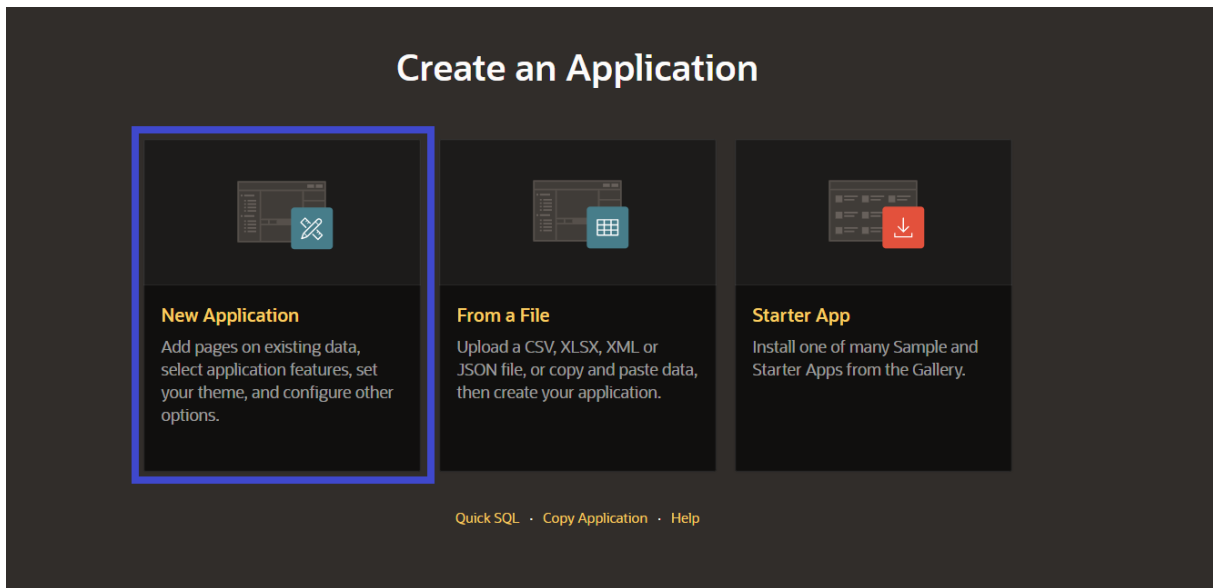 Create an Application
New Application
Add pages on existing data,
select application features, set
your theme, and configure other
options.
From a File
Upload a CSV, XLSX, XML or
JSON file, or copy and paste data,
then create your application.
Starter App
Install one of many Sample and
Starter Apps from the Gallery.
Quick SQL · Copy Application · Help